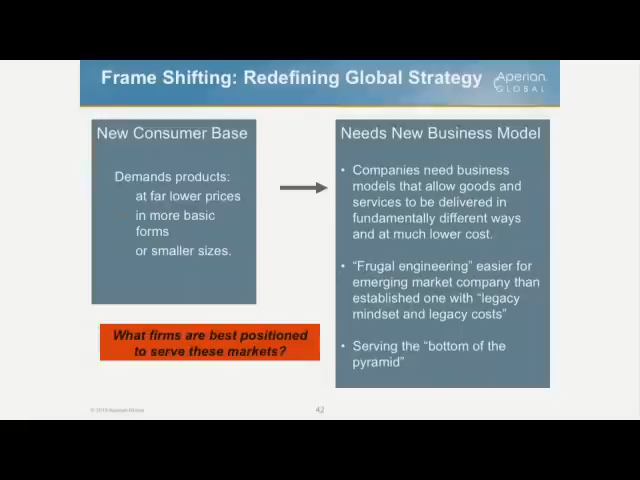 Frame Shifting: Redefining Global Strategy
Aperian
GLOBAL
New Consumer Base
Demands products:
at far lower prices
in more basic
forms
or smaller sizes.
What firms are best positioned
to serve these markets?
Needs New Business Model
• Companies need business
models that allow goods and
services to be delivered in
fundamentally different ways
and at much lower cost.
• “Frugal engineering” easier for
emerging market company than
established one with “legacy
mindset and legacy costs”
• Serving the “bottom of the
pyramid”
Aperian Global
42